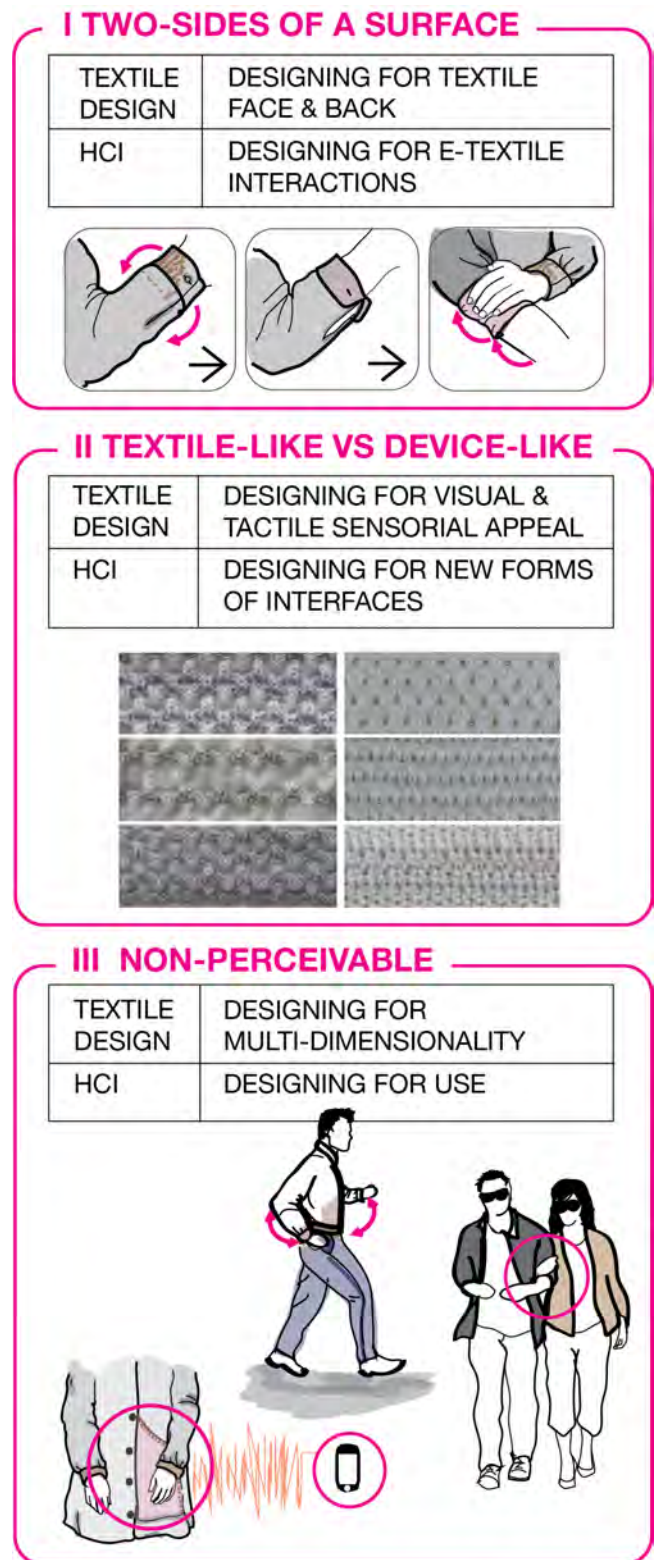 I TWO-SIDES OF A SURFACE
TEXTILE DESIGN
DESIGNING FOR TEXTILE FACE & BACK
HCI
DESIGNING FOR E-TEXTILE INTERACTIONS
II TEXTILE-LIKE VS DEVICE-LIKE
TEXTILE DESIGN
DESIGNING FOR VISUAL & TACTILE SENSORIAL APPEAL
HCI
DESIGNING FOR NEW FORMS OF INTERFACES
III NON-PERCEIVABLE
TEXTILE DESIGN
DESIGNING FOR MULTI-DIMENSIONALITY
HCI
DESIGNING FOR USE